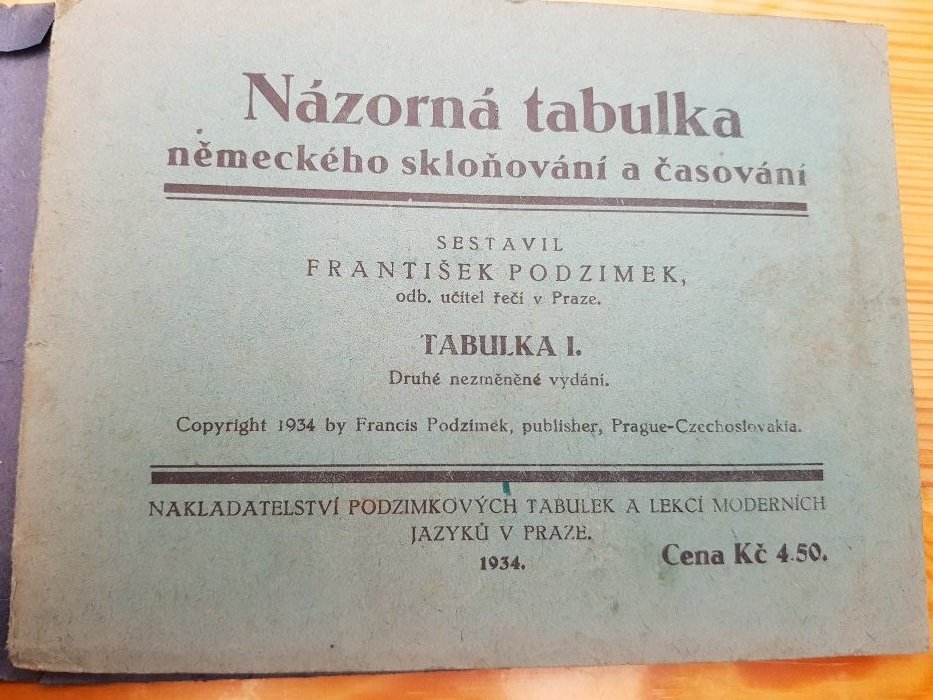 Názorná tabulka
německého skloňování a časování
SESTAVIL
FRANTIŠEK PODZIMEK,
odb. učitel řečí v Praze.
TABULKA I.
Druhé nezměněné vydání.
Copyright 1934 by Francis Podzimek, publisher, Prague-Czechoslovakia.
NAKLADATELSTVÍ PODZIMKOVÝCH TABULEK A LEKCÍ MODERNÍCH
JAZYKŮ V PRAZE.
1934.
Cena Kč 4.50.